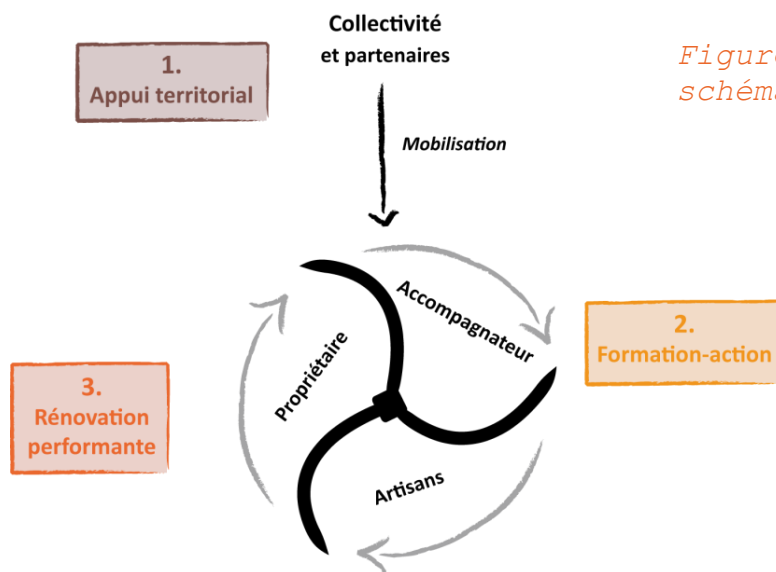 Collectivité
et partenaires
1.
Appui territorial
Figure
schéma
Mobilisation
Accompagnateur
2.
Formation-action
Propriétaire
3.
Rénovation
performante
Artisans